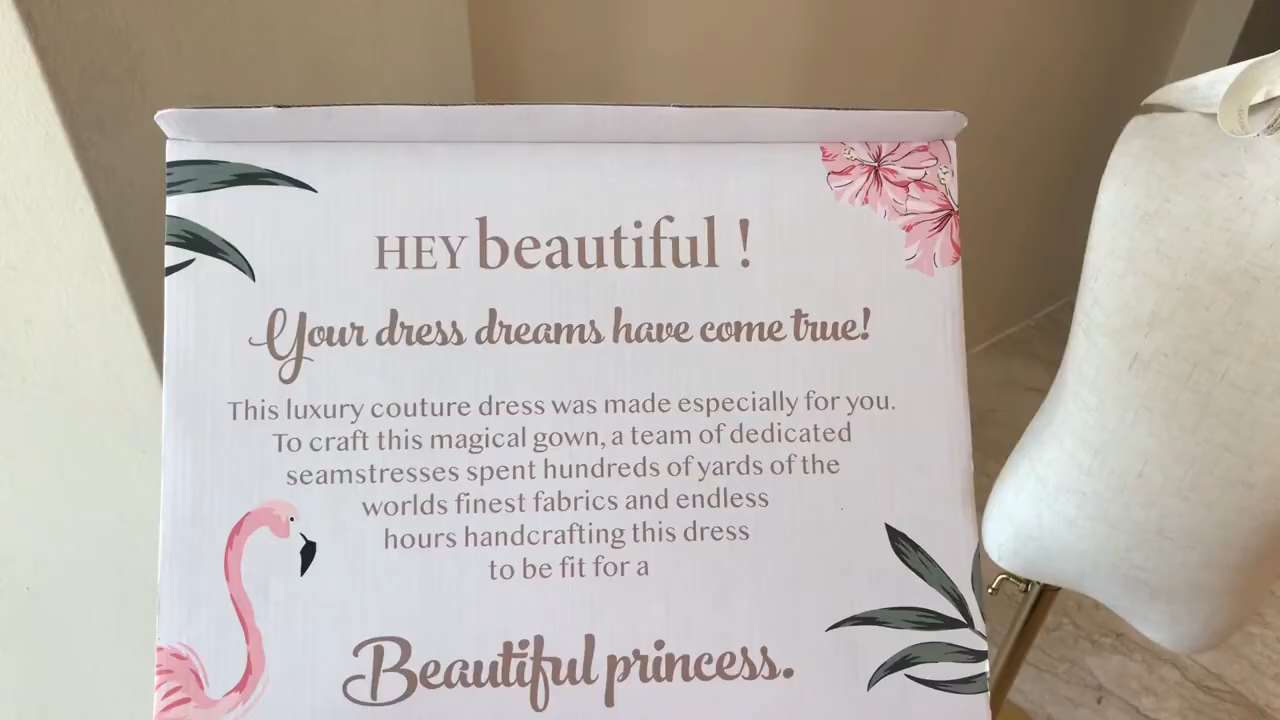 HEY beautiful !
Your dress dreams have come true!
This luxury couture dress was made especially for you.
To craft this magical gown, a team of dedicated
seamstresses spent hundreds of yards of the
worlds finest fabrics and endless
hours handcrafting this dress
to be fit for a
Beautiful princess.